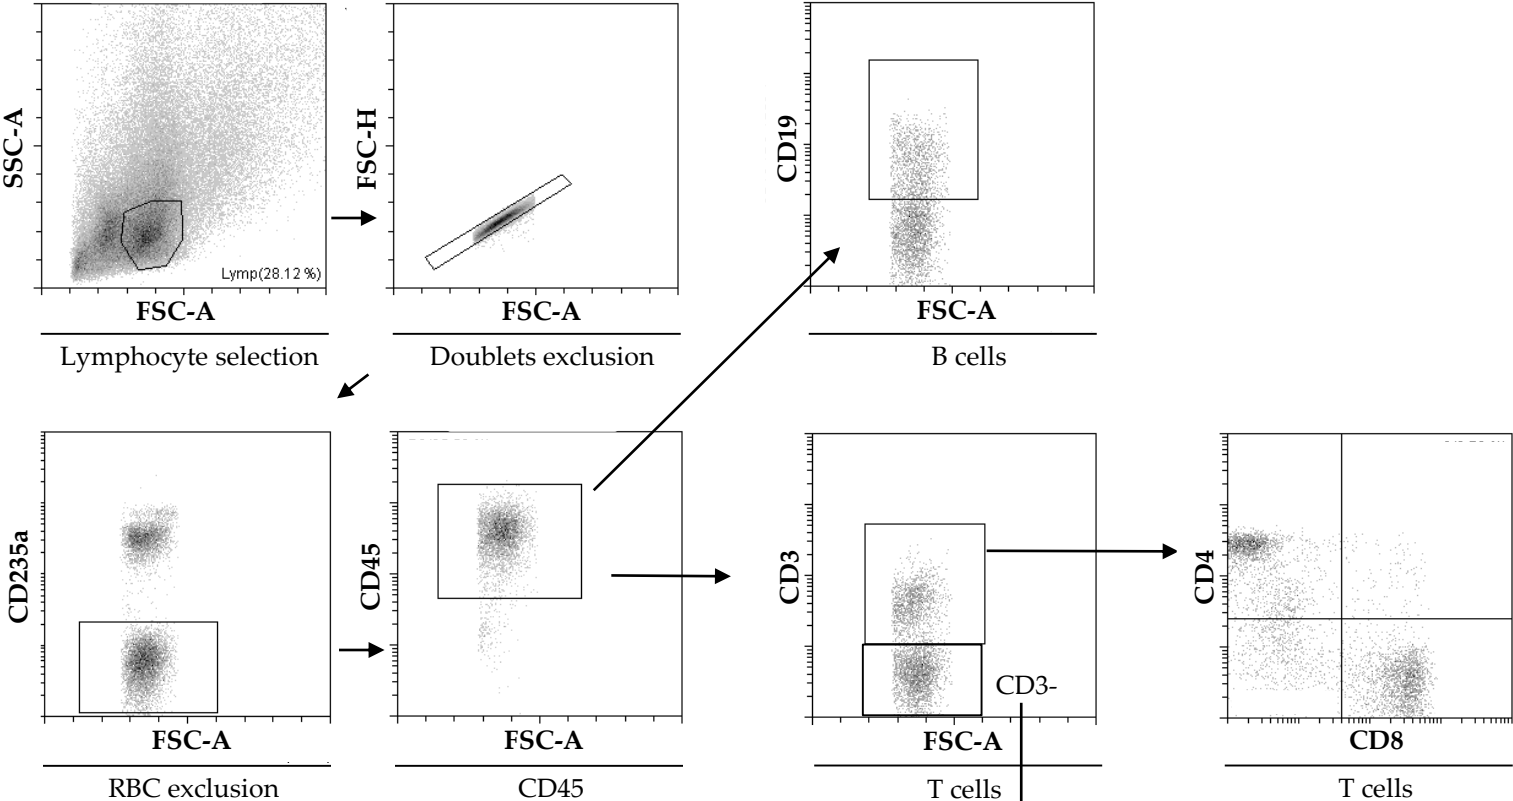 SSC-A
Lymp(28.12 %)
FSC-A
Lymphocyte selection
FSC-H
FSC-A
Doublets exclusion
CD19
FSC-A
B cells
CD235a
FSC-A
RBC exclusion
CD45
FSC-A
CD45
CD3
CD3-
FSC-A
T cells
CD4
CD8
T cells